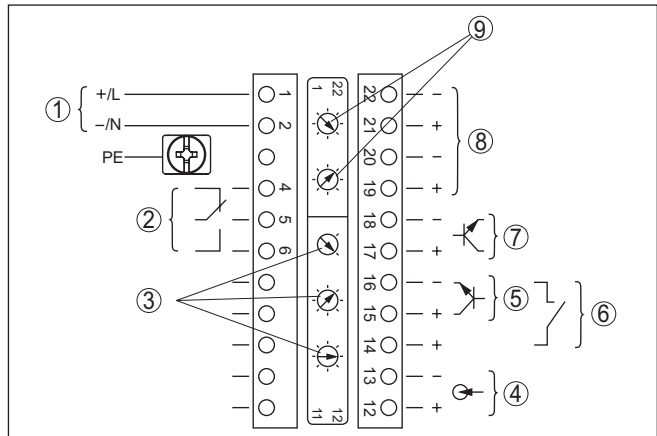 ⑨
① +/L 1 1 22 22 −
−/N 2 21 + ⑧
PE 20 −
4 19 +
② 5 18 − ⑦
6 17 +
③ 16 − ⑤ ⑥
15 +
14 +
13 − ④
11 12 12 +